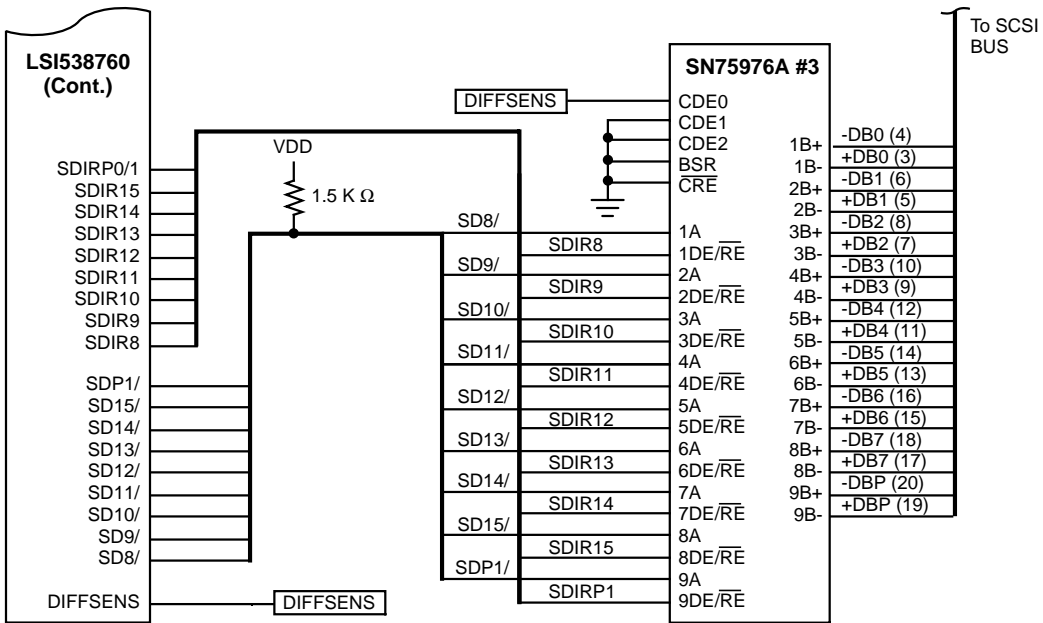 To SCSI
BUS
LSI538760
(Cont.)
SN75976A #3
DIFFSENS
CDE0
CDE1
CDE2
BSR
CRE
VDD
1.5 K Ω
SDIRP0/1
SDIR15
SDIR14
SDIR13
SDIR12
SDIR11
SDIR10
SDIR9
SDIR8
SDP1/
SD15/
SD14/
SD13/
SD12/
SD11/
SD10/
SD9/
SD8/
DIFFSENS
DIFFSENS
SD8/
SDIR8
SD9/
SDIR9
SD10/
SDIR10
SD11/
SDIR11
SD12/
SDIR12
SD13/
SDIR13
SD14/
SDIR14
SD15/
SDIR15
SDP1/
SDIRP1
1A
1DE/RE
2A
2DE/RE
3A
3DE/RE
4A
4DE/RE
5A
5DE/RE
6A
6DE/RE
7A
7DE/RE
8A
8DE/RE
9A
9DE/RE
1B+
1B-
2B+
2B-
3B+
3B-
4B+
4B-
5B+
5B-
6B+
6B-
7B+
7B-
8B+
8B-
9B+
9B-
-DB0 (4)
+DB0 (3)
-DB1 (6)
+DB1 (5)
-DB2 (8)
+DB2 (7)
-DB3 (10)
+DB3 (9)
-DB4 (12)
+DB4 (11)
-DB5 (14)
+DB5 (13)
-DB6 (16)
+DB6 (15)
-DB7 (18)
+DB7 (17)
-DBP (20)
+DBP (19)